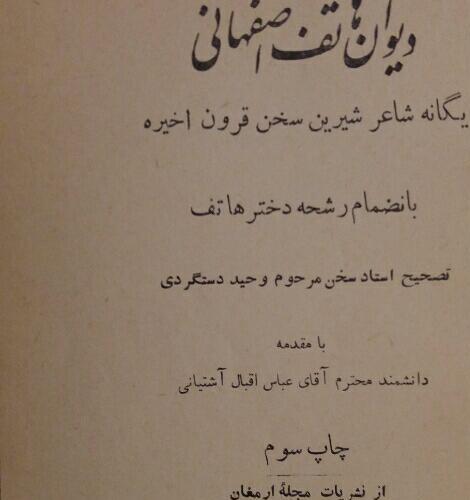 دیوان هاتف اصفهانی
یگانه شاعر شیرین سخن قرون اخیره
بانضمام رشحه دختر هاتف
تصحیح استاد سخن مرحوم وحید دستگردی
با مقدمه
دانشمند محترم آقای عباس اقبال آشتیانی
چاپ سوم
از نشریات مجلهٔ ارمغان